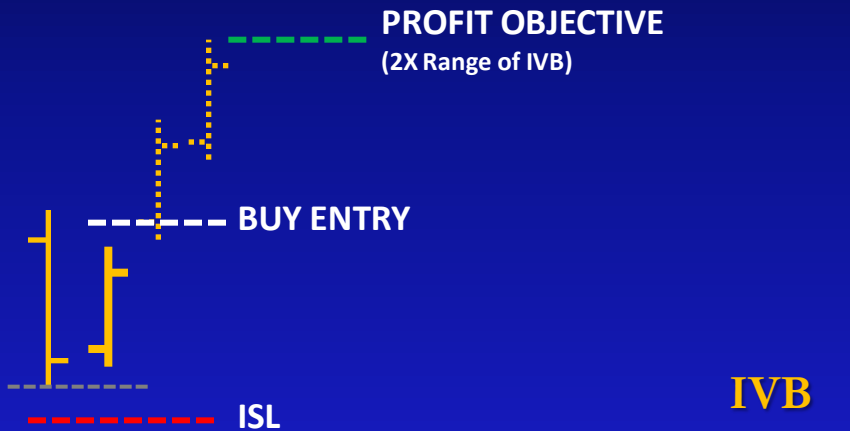 PROFIT OBJECTIVE
(2X Range of IVB)
BUY ENTRY
IVB
ISL